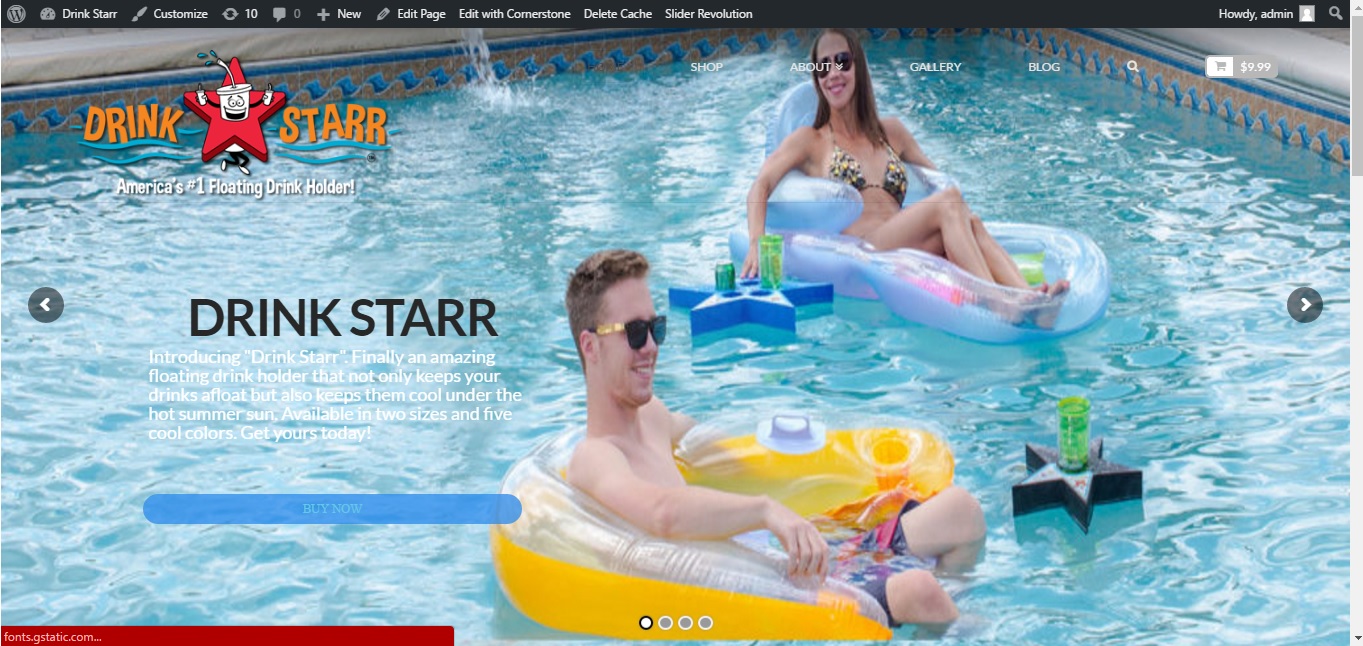 Drink Starr Customize 10 0 New Edit Page Edit with Cornerstone Delete Cache Slider Revolution Howdy, admin
SHOP ABOUT GALLERY BLOG $9.99
DRINK STARR
America's #1 Floating Drink Holder!
DRINK STARR
Introducing "Drink Starr". Finally an amazing
floating drink holder that not only keeps your
drinks afloat but also keeps them cool under the
hot summer sun. Available in two sizes and five
cool colors. Get yours today!
BUY NOW
fonts.gstatic.com...